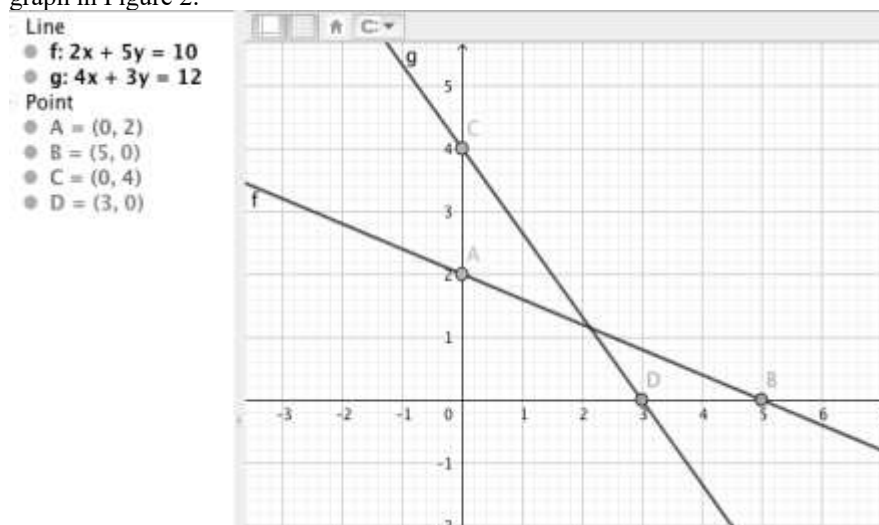 graph in Figure 2.
Line
f: 2x + 5y = 10
g: 4x + 3y = 12
Point
A = (0, 2)
B = (5, 0)
C = (0, 4)
D = (3, 0)
g
5
C
4
3
f
A
2
1
D
B
-3 -2 -1 0 1 2 3 4 5 6
-1